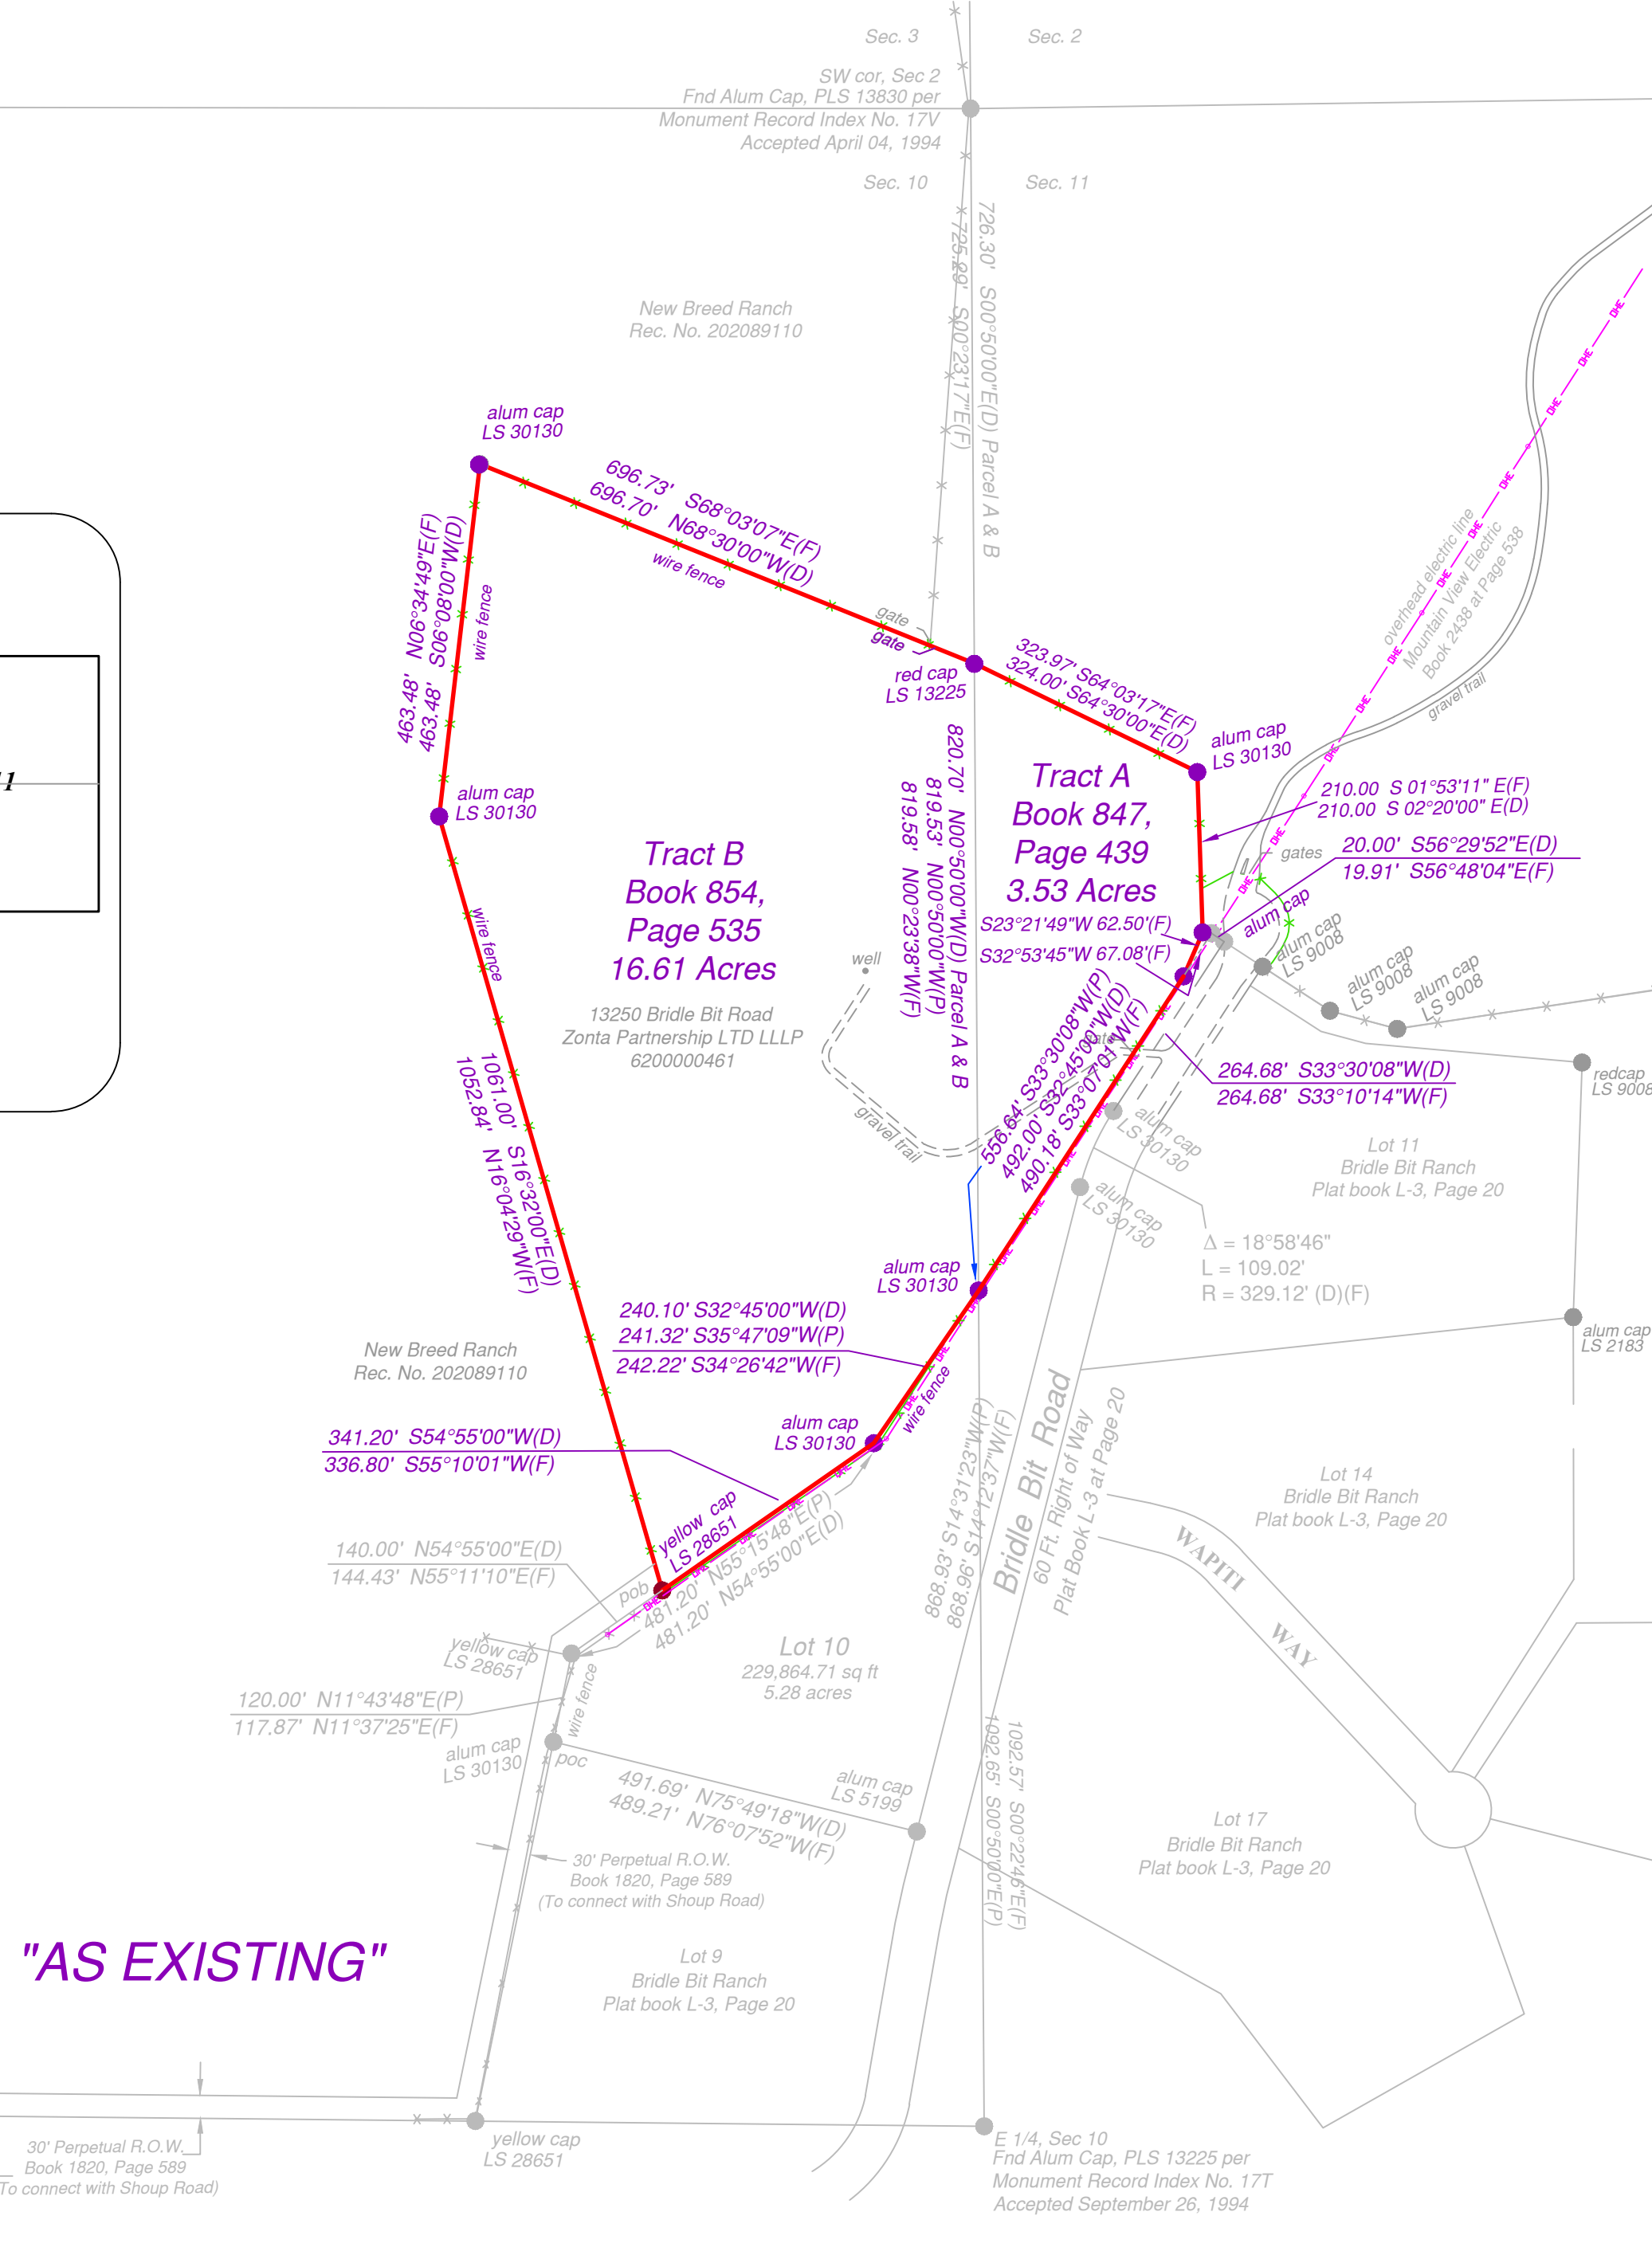 Sec. 3
Sec. 2
SW cor, Sec 2
Fnd Alum Cap, PLS 13830 per
Monument Record Index No. 17V
Accepted April 04, 1994
Sec. 10
Sec. 11
726.30' S00°50'00"E(D) Parcel A & B
725.29' S00°23'17"E(F)
New Breed Ranch
Rec. No. 202089110
alum cap
LS 30130
696.73' S68°03'07"E(F)
696.70' N68°30'00"W(D)
wire fence
463.48' N06°34'49"E(F)
463.48' S06°08'00"W(D)
wire fence
overhead electric line
Mountain View Electric
Book 2438 at Page 538
gravel trail
OHE
gate
gate
red cap
LS 13225
323.97' S64°03'17"E(F)
324.00' S64°30'00"E(D)
alum cap
LS 30130
alum cap
LS 30130
Tract A
Book 847,
Page 439
3.53 Acres
210.00 S 01°53'11" E(F)
210.00 S 02°20'00" E(D)
20.00' S56°29'52"E(D)
19.91' S56°48'04"E(F)
gates
alum cap
S23°21'49"W 62.50'(F)
S32°53'45"W 67.08'(F)
820.70' N00°50'00"W(D) Parcel A & B
819.53' N00°50'00"W(P)
819.58' N00°23'38"W(F)
Tract B
Book 854,
Page 535
16.61 Acres
13250 Bridle Bit Road
Zonta Partnership LTD LLLP
6200000461
wire fence
well
gravel trail
alum cap
LS 9008
alum cap
LS 9008
alum cap
LS 9008
redcap
LS 9008
556.64' S33°30'08"W(P)
492.00' S32°45'00"W(D)
490.18' S33°07'01"W(F)
264.68' S33°30'08"W(D)
264.68' S33°10'14"W(F)
1061.00' S16°32'00"E(D)
1052.84' N16°04'29"W(F)
alum cap
LS 30130
alum cap
LS 30130
Lot 11
Bridle Bit Ranch
Plat book L-3, Page 20
Δ = 18°58'46"
L = 109.02'
R = 329.12' (D)(F)
alum cap
LS 30130
240.10' S32°45'00"W(D)
241.32' S35°47'09"W(P)
242.22' S34°26'42"W(F)
New Breed Ranch
Rec. No. 202089110
alum cap
LS 2183
wire fence
alum cap
LS 30130
341.20' S54°55'00"W(D)
336.80' S55°10'01"W(F)
yellow cap
LS 28651
868.93' S14°31'23"W(P)
868.96' S14°12'37"W(F)
Bridle Bit Road
60 Ft. Right of Way
Plat Book L-3 at Page 20
Lot 14
Bridle Bit Ranch
Plat book L-3, Page 20
WAPITI
WAY
140.00' N54°55'00"E(D)
144.43' N55°11'10"E(F)
pob
481.20' N55°15'48"E(P)
481.20' N54°55'00"E(D)
yellow cap
LS 28651
Lot 10
229,864.71 sq ft
5.28 acres
120.00' N11°43'48"E(P)
117.87' N11°37'25"E(F)
wire fence
alum cap
LS 30130
poc
491.69' N75°49'18"W(D)
489.21' N76°07'52"W(F)
alum cap
LS 5199
1092.57' S00°22'46"E(F)
1092.65' S00°50'00"E(P)
Lot 17
Bridle Bit Ranch
Plat book L-3, Page 20
30' Perpetual R.O.W.
Book 1820, Page 589
(To connect with Shoup Road)
"AS EXISTING"
Lot 9
Bridle Bit Ranch
Plat book L-3, Page 20
30' Perpetual R.O.W.
Book 1820, Page 589
To connect with Shoup Road)
yellow cap
LS 28651
E 1/4, Sec 10
Fnd Alum Cap, PLS 13225 per
Monument Record Index No. 17T
Accepted September 26, 1994